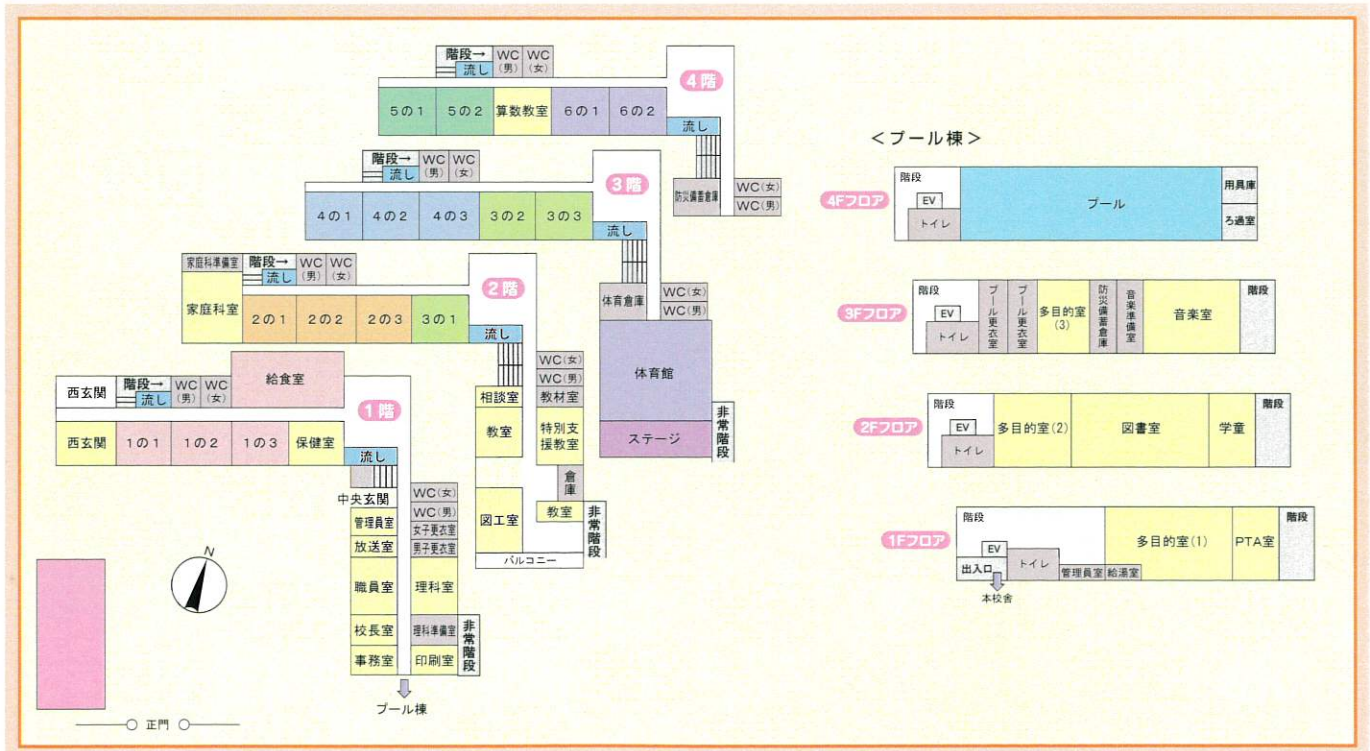 階段→
流し
WC
(男)
WC
(女)
4階
5の1
5の2
算数教室
6の1
6の2
流し
防災備蓄倉庫
WC(女)
WC(男)
階段→
流し
WC
(男)
WC
(女)
3階
4の1
4の2
4の3
3の2
3の3
流し
体育倉庫
WC(女)
WC(男)
体育館
ステージ
非常階段
家庭科準備室
階段→
流し
WC
(男)
WC
(女)
2階
家庭科室
2の1
2の2
2の3
3の1
流し
WC(女)
WC(男)
相談室
教材室
教室
特別支
援教室
倉庫
図工室
教室
非常階段
バルコニー
西玄関
階段→
流し
WC
(男)
WC
(女)
給食室
1階
西玄関
1の1
1の2
1の3
保健室
流し
中央玄関
WC(女)
WC(男)
管理員室
女子更衣室
放送室
男子更衣室
職員室
理科室
校長室
理科準備室
非常階段
事務室
印刷室
プール棟
N
正門
<プール棟>
4Fフロア
階段
EV
トイレ
プール
用具庫
ろ過室
3Fフロア
階段
EV
トイレ
プール更衣室
プール更衣室
多目的室
(3)
防災備蓄倉庫
音楽準備室
音楽室
階段
2Fフロア
階段
EV
トイレ
多目的室(2)
図書室
学童
階段
1Fフロア
階段
EV
出入口
トイレ
管理員室
給湯室
多目的室(1)
PTA室
階段
本校舎